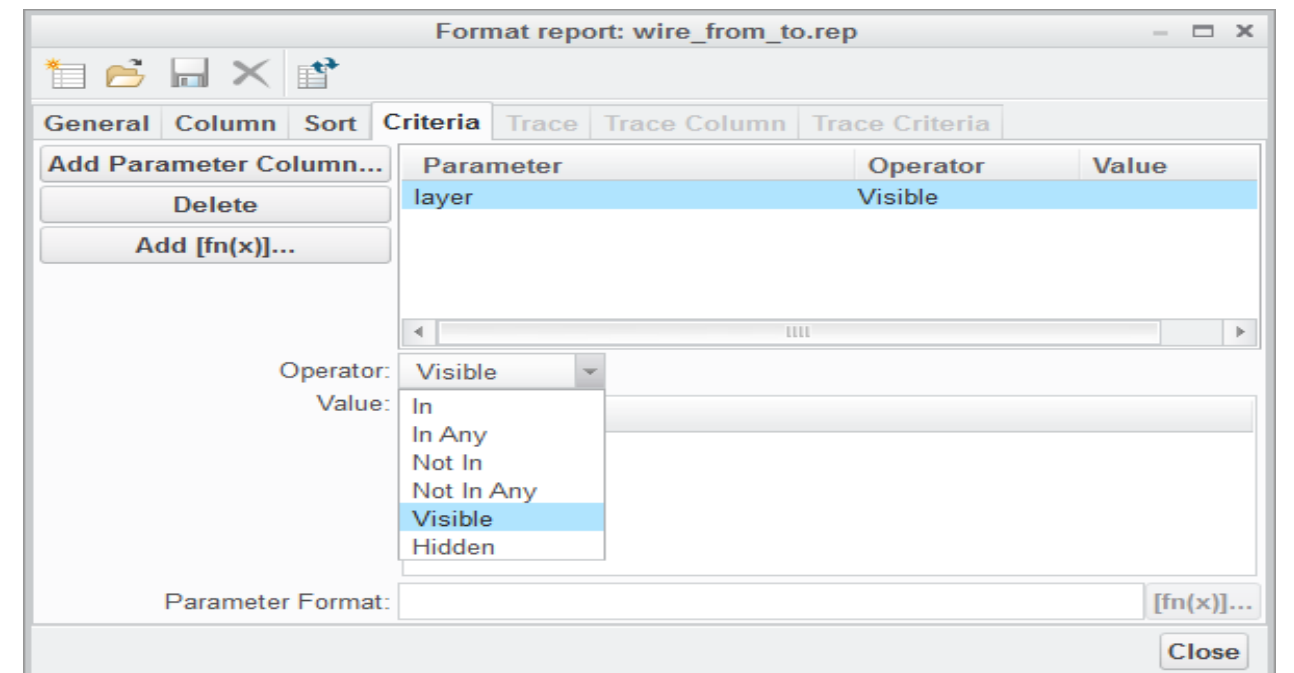 Format report: wire_from_to.rep
General Column Sort Criteria Trace Trace Column Trace Criteria
Add Parameter Column... Parameter Operator Value
Delete layer Visible
Add [fn(x)]...
Operator: Visible
Value: In
In Any
Not In
Not In Any
Visible
Hidden
Parameter Format: [fn(x)]...
Close